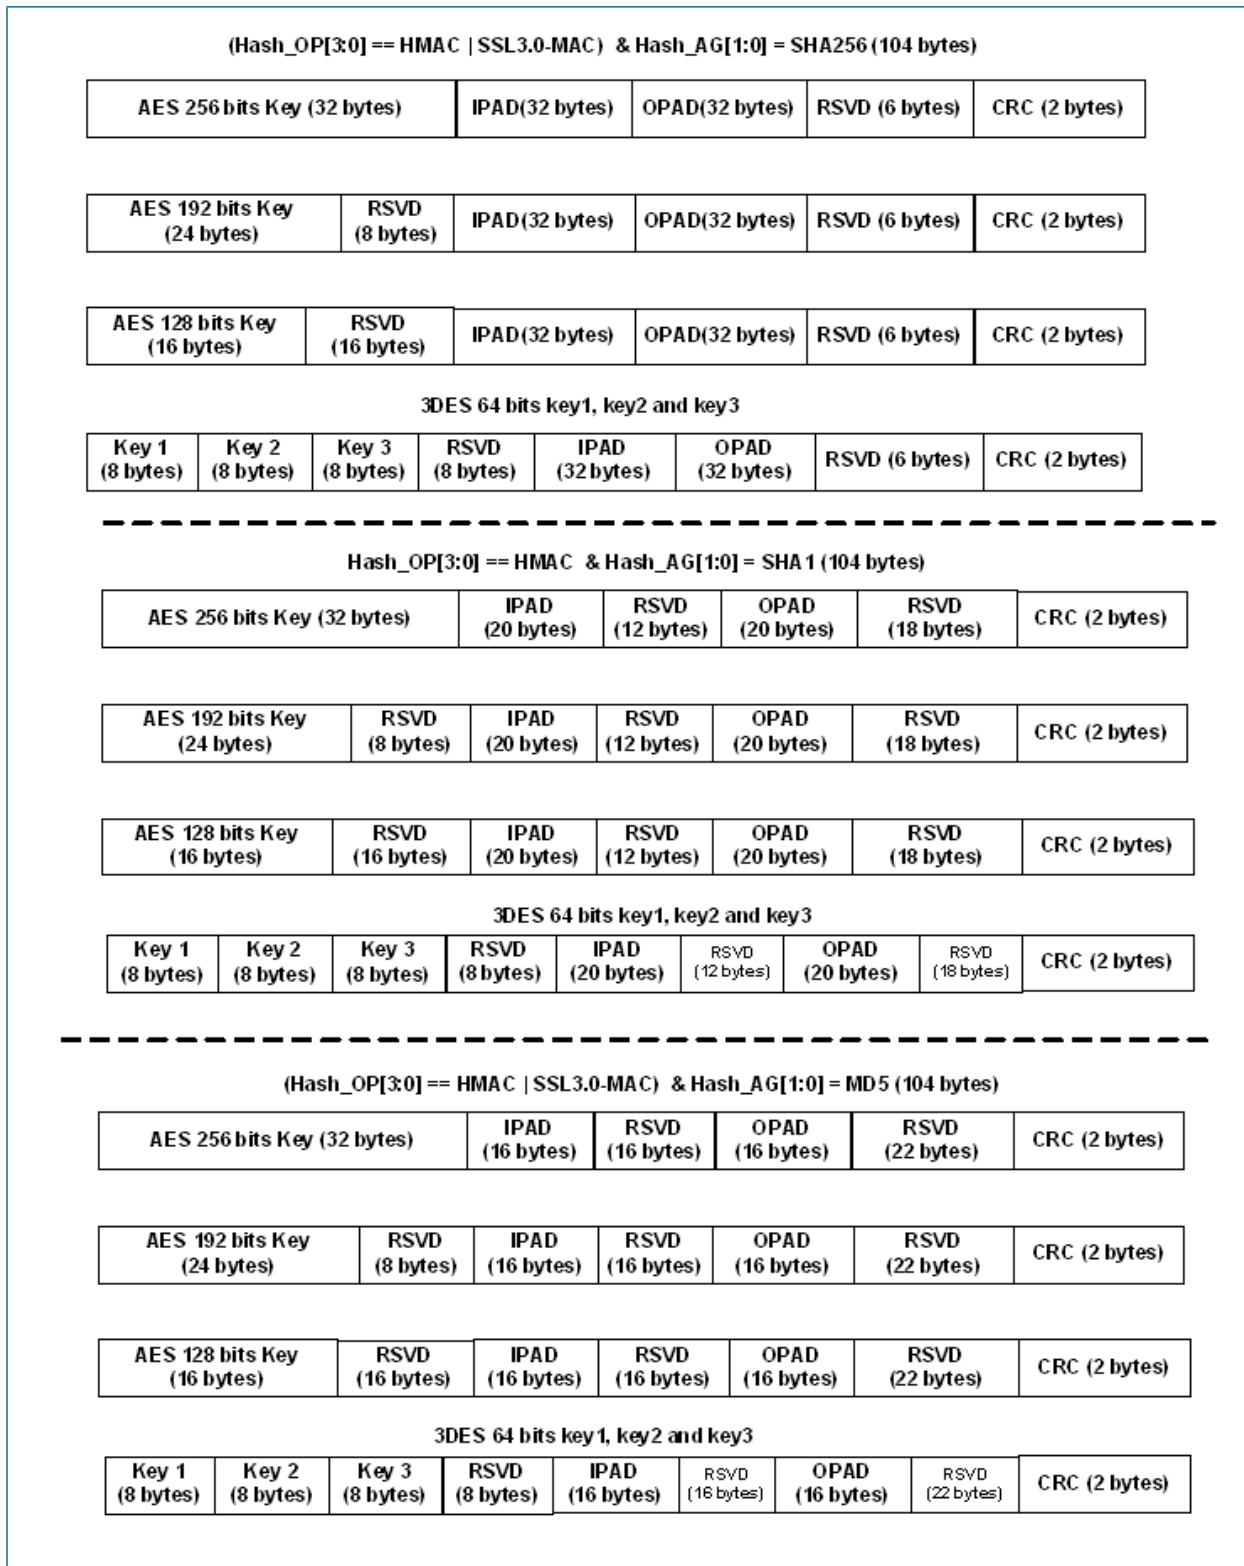 (Hash_OP[3:0] == HMAC | SSL3.0-MAC) & Hash_AG[1:0] = SHA256 (104 bytes)
AES 256 bits Key (32 bytes) IPAD(32 bytes) OPAD(32 bytes) RSVD (6 bytes) CRC (2 bytes)
AES 192 bits Key RSVD
(24 bytes) (8 bytes) IPAD(32 bytes) OPAD(32 bytes) RSVD (6 bytes) CRC (2 bytes)
AES 128 bits Key RSVD
(16 bytes) (16 bytes) IPAD(32 bytes) OPAD(32 bytes) RSVD (6 bytes) CRC (2 bytes)
3DES 64 bits key1, key2 and key3
Key 1 Key 2 Key 3 RSVD IPAD OPAD
(8 bytes) (8 bytes) (8 bytes) (8 bytes) (32 bytes) (32 bytes) RSVD (6 bytes) CRC (2 bytes)
Hash_OP[3:0] == HMAC & Hash_AG[1:0] = SHA1 (104 bytes)
AES 256 bits Key (32 bytes) IPAD RSVD OPAD RSVD CRC (2 bytes)
(20 bytes) (12 bytes) (20 bytes) (18 bytes)
AES 192 bits Key RSVD IPAD RSVD OPAD RSVD CRC (2 bytes)
(24 bytes) (8 bytes) (20 bytes) (12 bytes) (20 bytes) (18 bytes)
AES 128 bits Key RSVD IPAD RSVD OPAD RSVD CRC (2 bytes)
(16 bytes) (16 bytes) (20 bytes) (12 bytes) (20 bytes) (18 bytes)
3DES 64 bits key1, key2 and key3
Key 1 Key 2 Key 3 RSVD IPAD RSVD OPAD RSVD CRC (2 bytes)
(8 bytes) (8 bytes) (8 bytes) (8 bytes) (20 bytes) (12 bytes) (20 bytes) (18 bytes)
(Hash_OP[3:0] == HMAC | SSL3.0-MAC) & Hash_AG[1:0] = MD5 (104 bytes)
AES 256 bits Key (32 bytes) IPAD RSVD OPAD RSVD CRC (2 bytes)
(16 bytes) (16 bytes) (16 bytes) (22 bytes)
AES 192 bits Key RSVD IPAD RSVD OPAD RSVD CRC (2 bytes)
(24 bytes) (8 bytes) (16 bytes) (16 bytes) (16 bytes) (22 bytes)
AES 128 bits Key RSVD IPAD RSVD OPAD RSVD CRC (2 bytes)
(16 bytes) (16 bytes) (16 bytes) (16 bytes) (16 bytes) (22 bytes)
3DES 64 bits key1, key2 and key3
Key 1 Key 2 Key 3 RSVD IPAD RSVD OPAD RSVD CRC (2 bytes)
(8 bytes) (8 bytes) (8 bytes) (8 bytes) (16 bytes) (16 bytes) (16 bytes) (22 bytes)